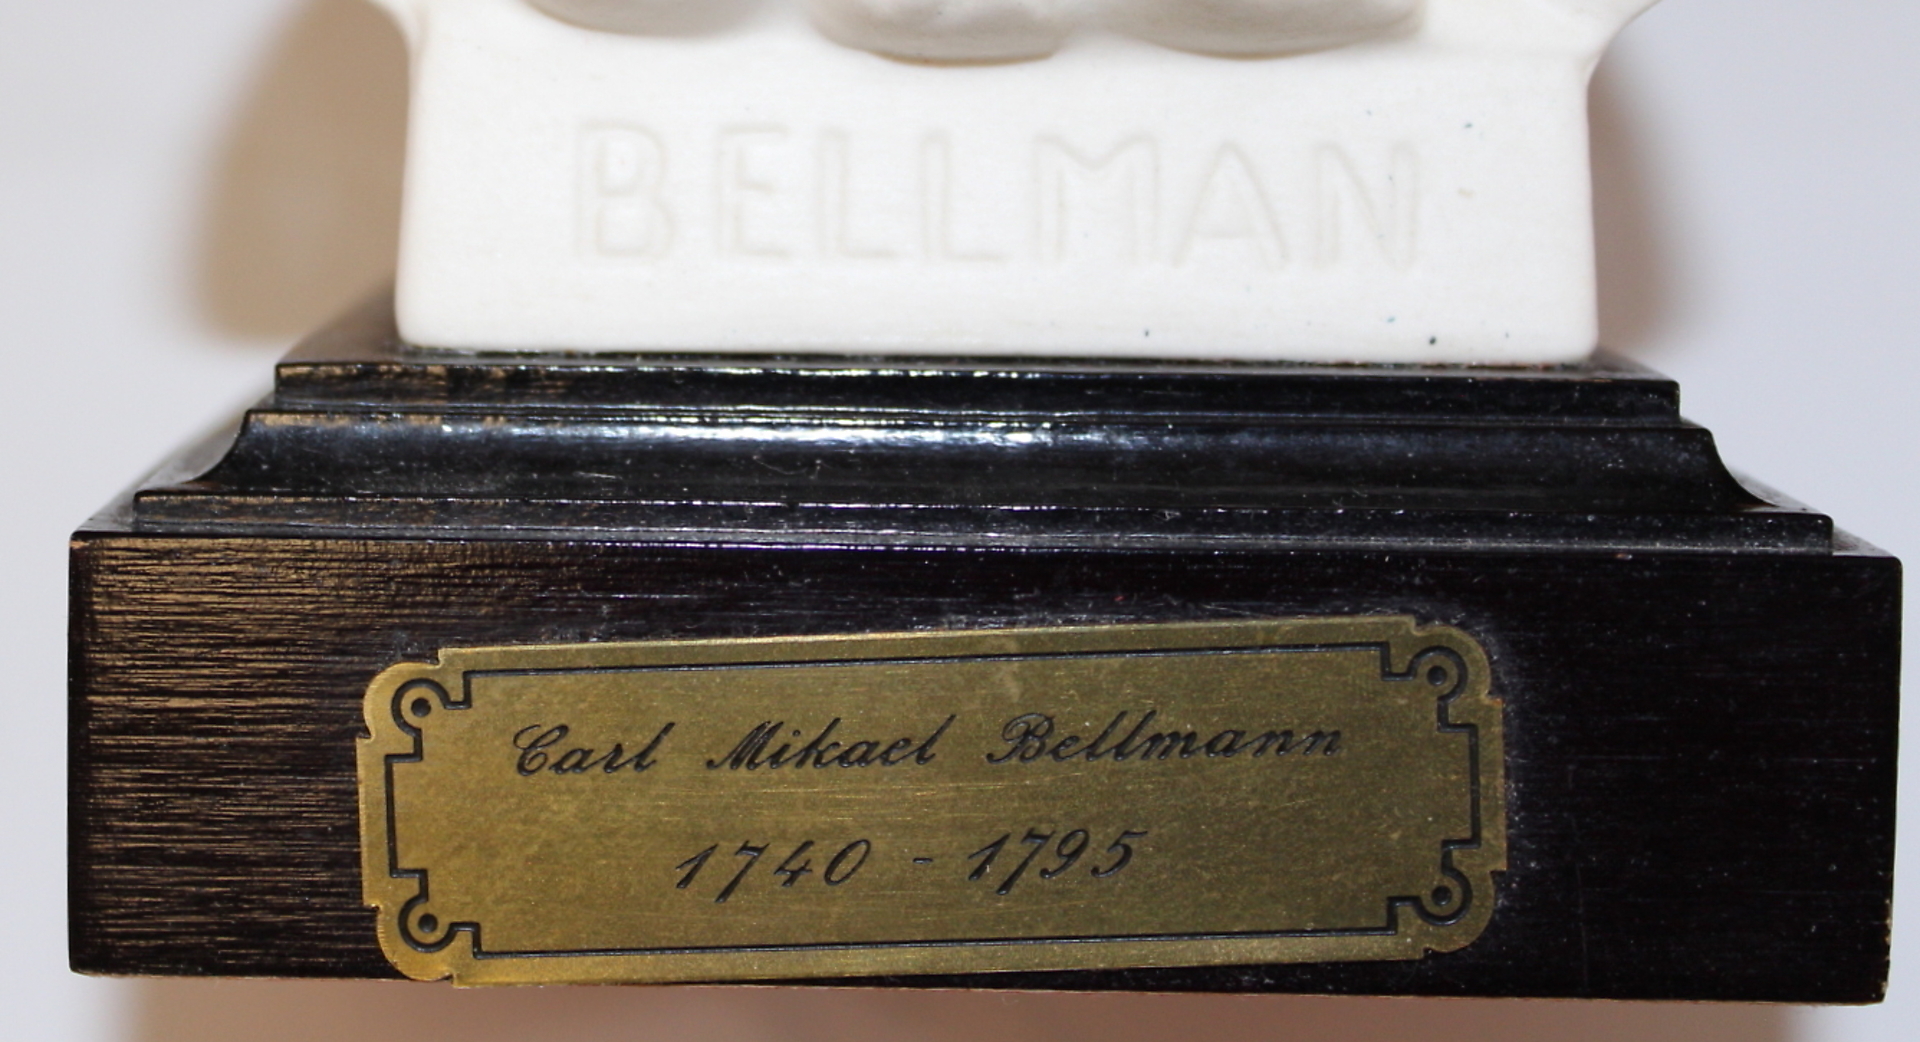 BELLMAN
Carl Mikael Bellmann
1740 - 1795